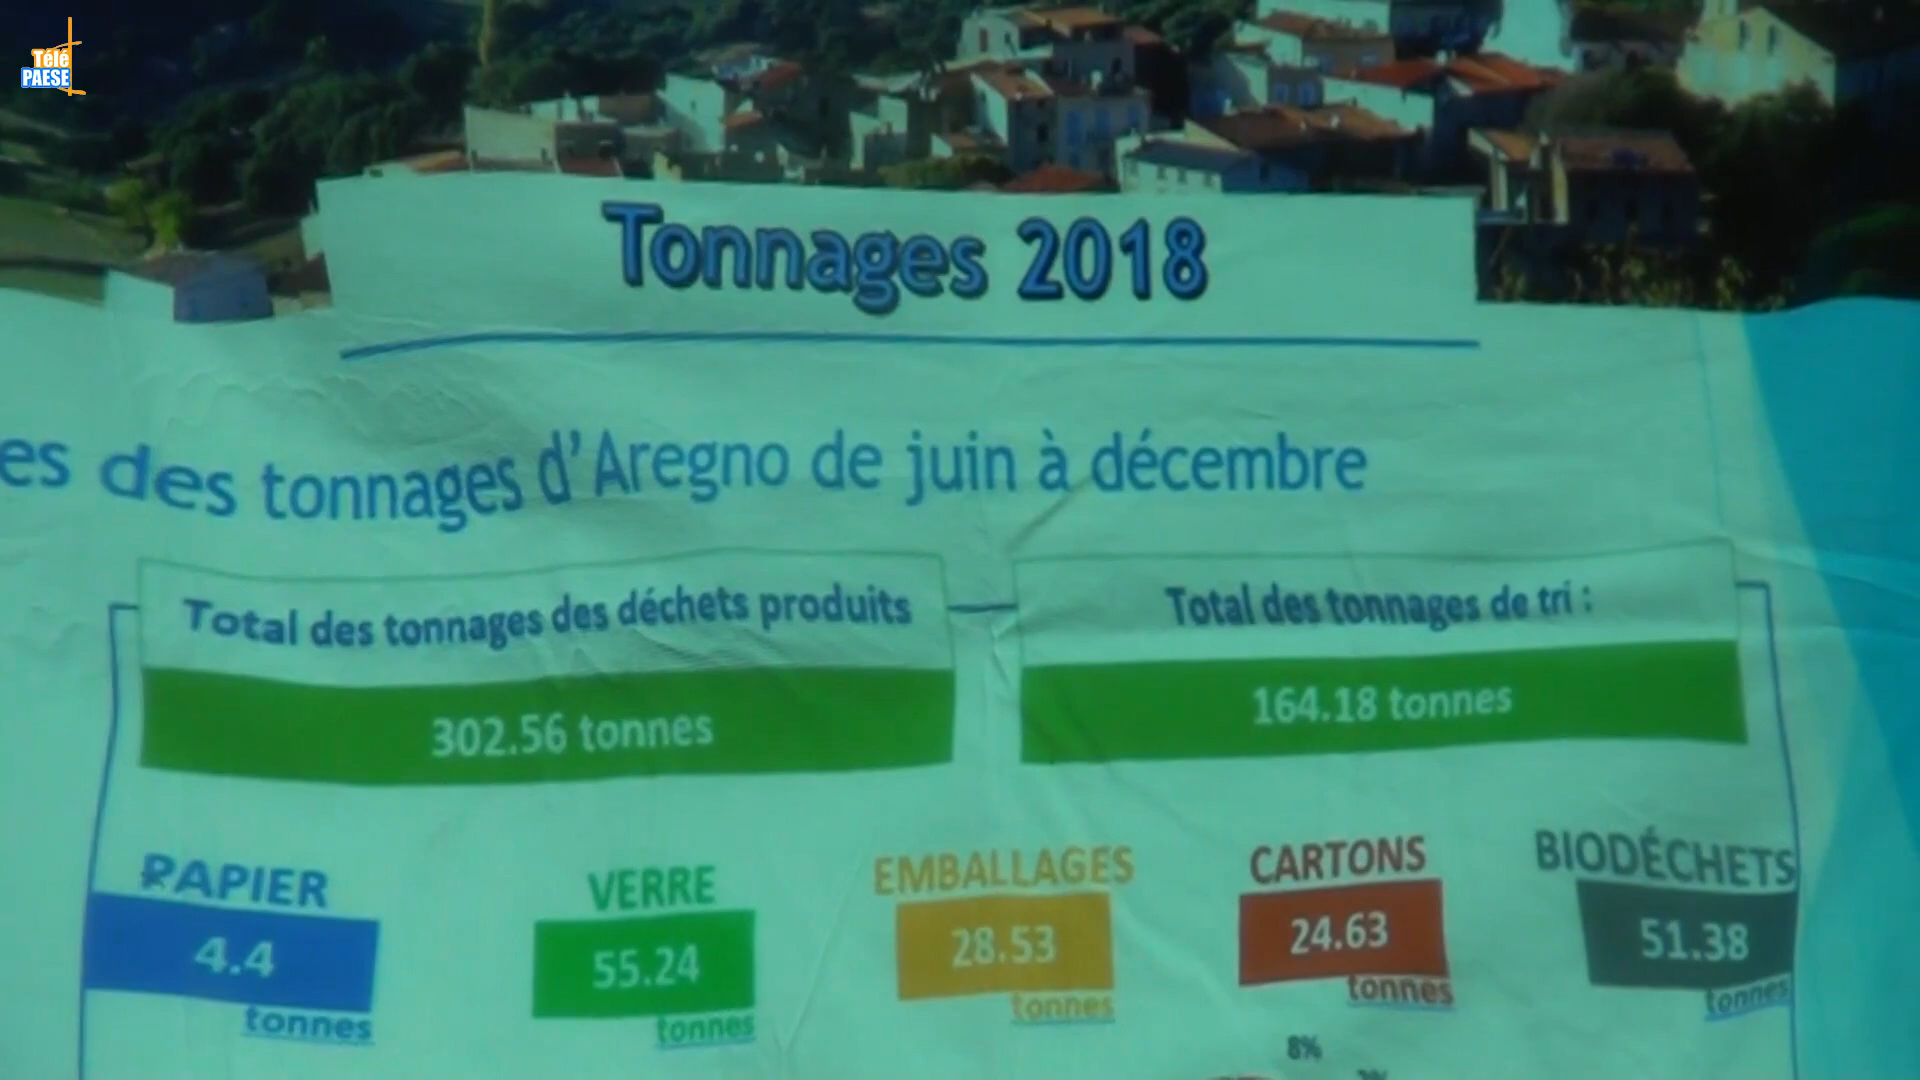 Télé
PAESE
Tonnages 2018
es des tonnages d'Aregno de juin à décembre
Total des tonnages des déchets produits
Total des tonnages de tri :
302.56 tonnes
164.18 tonnes
PAPIER
VERRE
EMBALLAGES
CARTONS
BIODÉCHETS
4.4
55.24
28.53
24.63
51.38
tonnes
tonnes
tonnes
tonnes
tonnes
8%